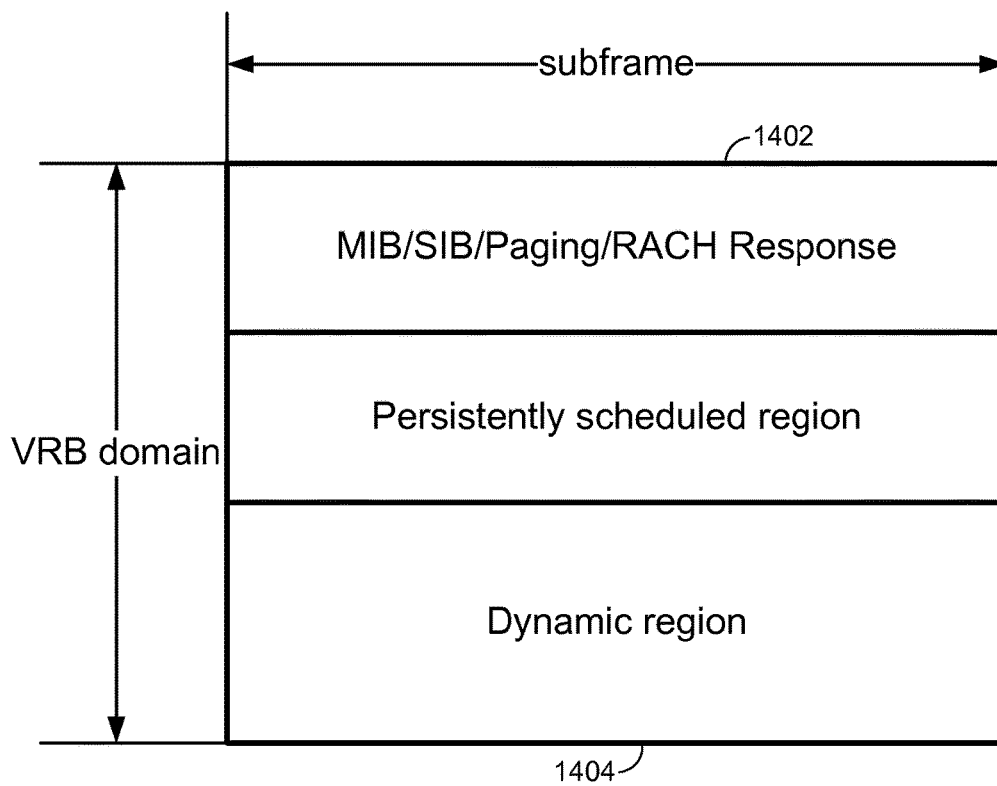 subframe
1402
MIB/SIB/Paging/RACH Response
Persistently scheduled region
VRB domain
Dynamic region
1404